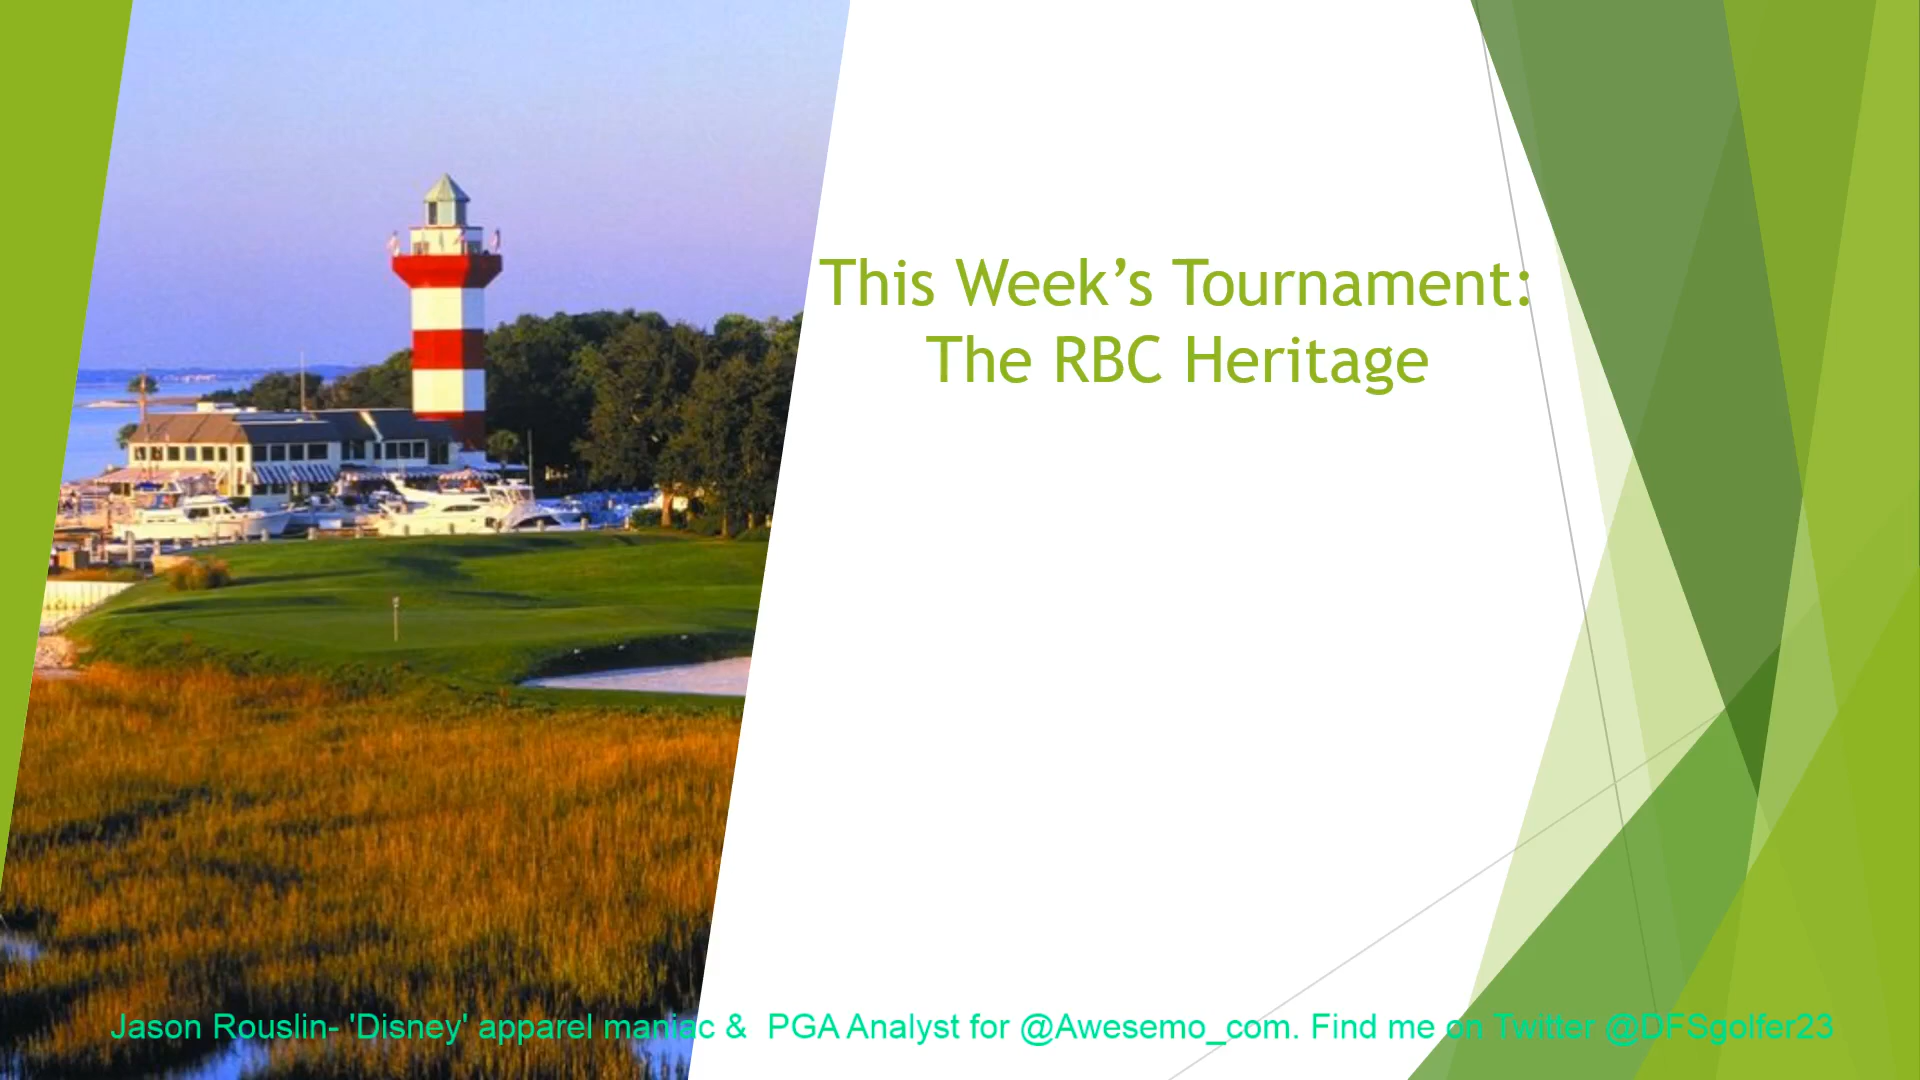 This Week’s Tournament:
The RBC Heritage
Jason Rouslin- 'Disney' apparel maniac &  PGA Analyst for @Awesemo_com. Find me on Twitter @DFSgolfer23